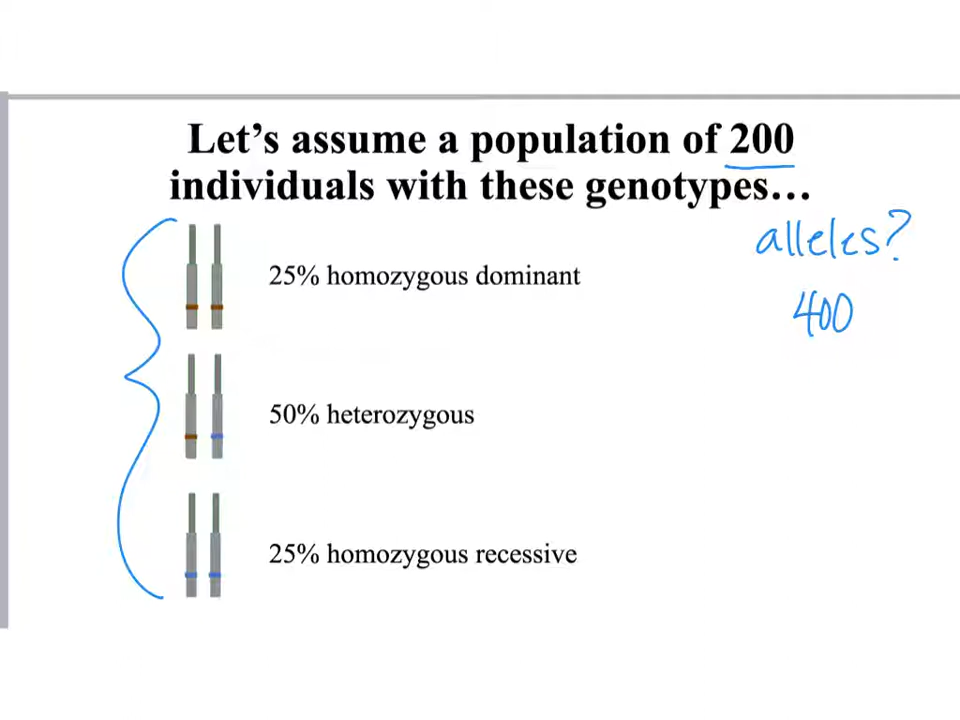 Let's assume a population of 200
individuals with these genotypes...
alleles?
25% homozygous dominant
400
50% heterozygous
25% homozygous recessive